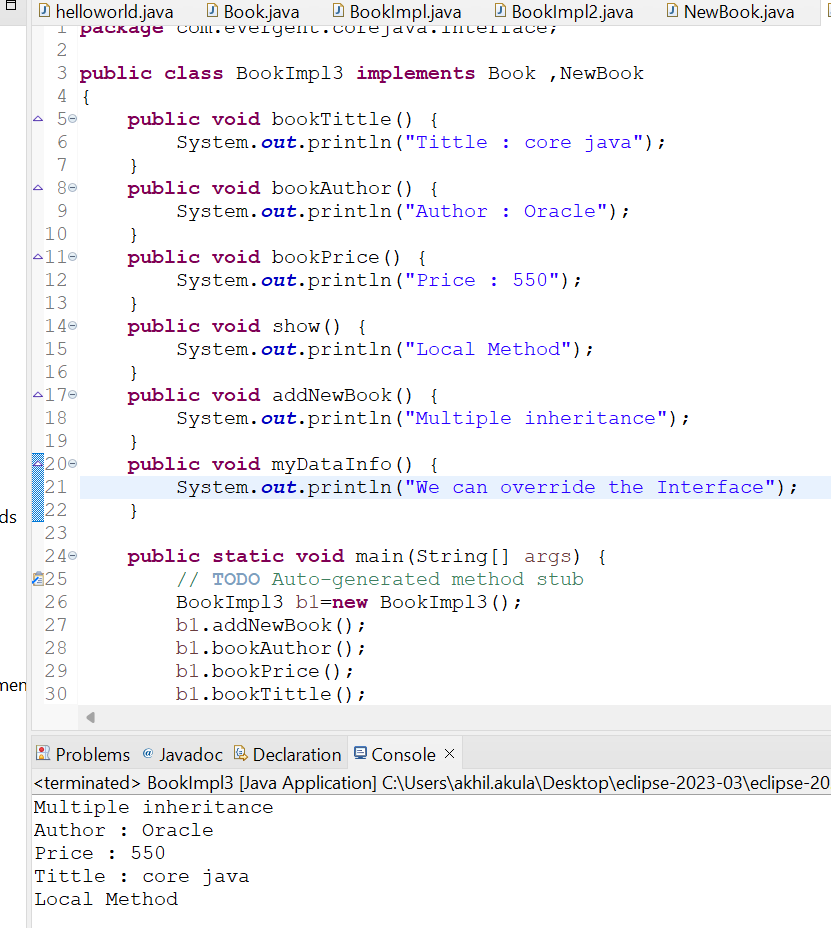 helloworld.java Book.java BookImpl.java BookImpl2.java NewBook.java
1 package com.evergent.corejava.interface;
2
3 public class BookImpl3 implements Book ,NewBook
4 {
5 public void bookTittle() {
6 System.out.println("Tittle : core java");
7 }
8 public void bookAuthor() {
9 System.out.println("Author : Oracle");
10 }
11 public void bookPrice() {
12 System.out.println("Price : 550");
13 }
14 public void show() {
15 System.out.println("Local Method");
16 }
17 public void addNewBook() {
18 System.out.println("Multiple inheritance");
19 }
20 public void myDataInfo() {
21 System.out.println("We can override the Interface");
ds
22 }
23
24 public static void main(String[] args) {
25 // TODO Auto-generated method stub
26 BookImpl3 b1=new BookImpl3();
27 b1.addNewBook();
28 b1.bookAuthor();
29 b1.bookPrice();
men
30 b1.bookTittle();
Problems @ Javadoc Declaration Console ×
<terminated> BookImpl3 [Java Application] C:\Users\akhil.akula\Desktop\eclipse-2023-03\eclipse-20
Multiple inheritance
Author : Oracle
Price : 550
Tittle : core java
Local Method